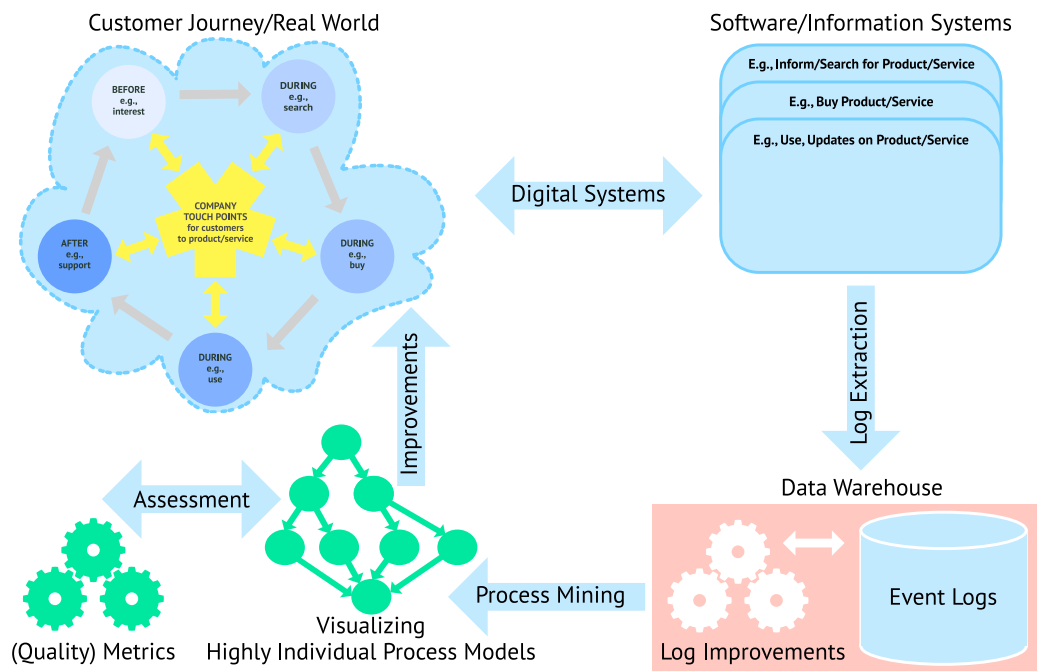 Customer Journey/Real World
Software/Information Systems
BEFORE
e.g.,
interest
DURING
e.g.,
search
COMPANY
TOUCH POINTS
for customers
to product/service
AFTER
e.g.,
support
DURING
e.g.,
buy
DURING
e.g.,
use
Digital Systems
E.g., Inform/Search for Product/Service
E.g., Buy Product/Service
E.g., Use, Updates on Product/Service
Log Extraction
Improvements
Assessment
Data Warehouse
Event Logs
Log Improvements
Process Mining
Visualizing
Highly Individual Process Models
(Quality) Metrics